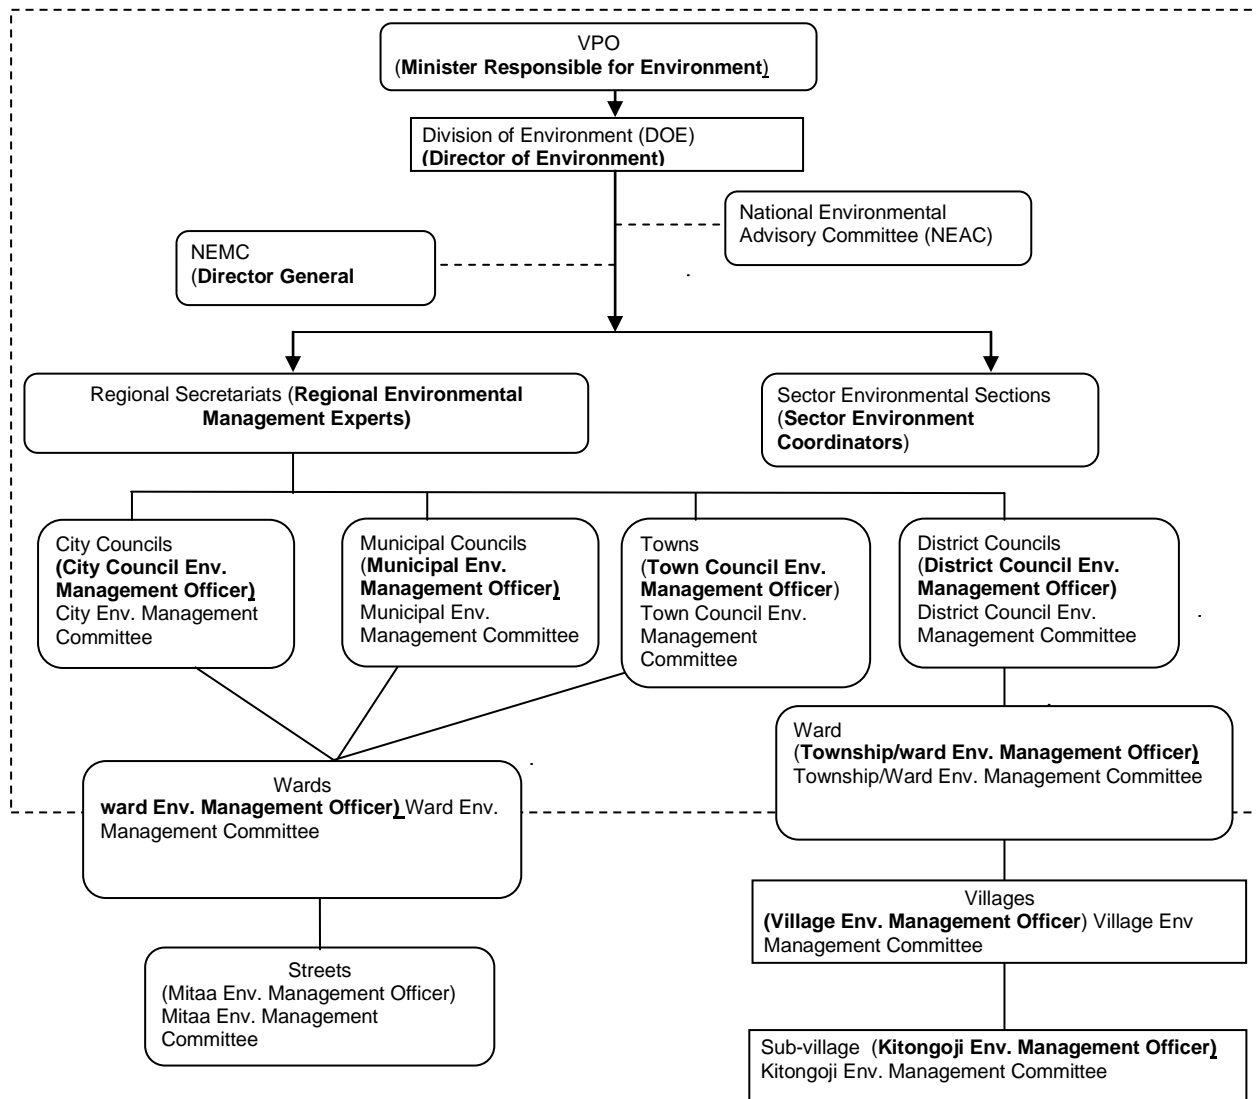 VPO
(Minister Responsible for Environment)
Division of Environment (DOE)
(Director of Environment)
National Environmental
Advisory Committee (NEAC)
NEMC
(Director General
Regional Secretariats (Regional Environmental
Management Experts)
Sector Environmental Sections
(Sector Environment
Coordinators)
City Councils
(City Council Env.
Management Officer)
City Env. Management
Committee
Municipal Councils
(Municipal Env.
Management Officer)
Municipal Env.
Management Committee
Towns
(Town Council Env.
Management Officer)
Town Council Env.
Management
Committee
District Councils
(District Council Env.
Management Officer)
District Council Env.
Management Committee
Ward
(Township/ward Env. Management Officer)
Township/Ward Env. Management Committee
Wards
ward Env. Management Officer) Ward Env.
Management Committee
Villages
(Village Env. Management Officer) Village Env
Management Committee
Streets
(Mitaa Env. Management Officer)
Mitaa Env. Management
Committee
Sub-village (Kitongoji Env. Management Officer)
Kitongoji Env. Management Committee